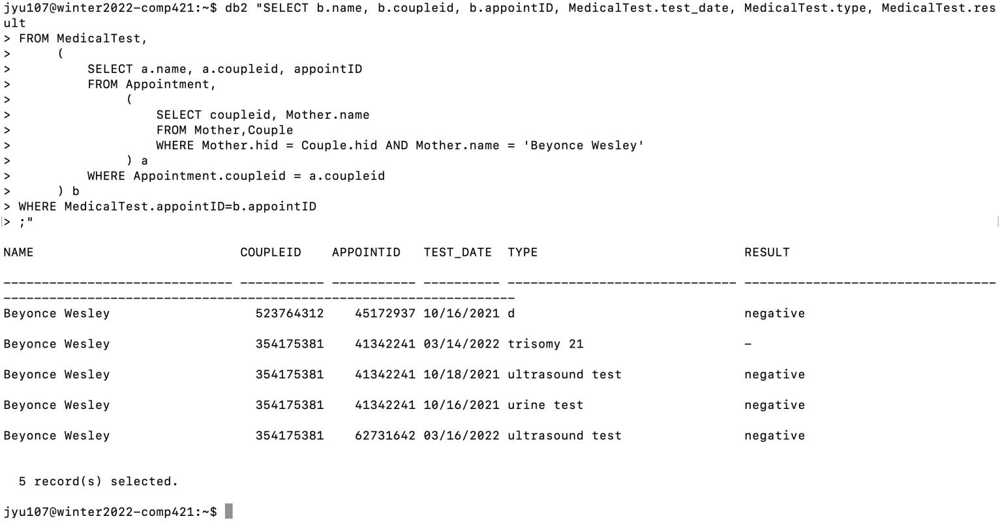 jyu107@winter2022-comp421:~$ db2 "SELECT b.name, b.coupleid, b.appointID, MedicalTest.test_date, MedicalTest.type, MedicalTest.res
ult
> FROM MedicalTest,
>      (
>          SELECT a.name, a.coupleid, appointID
>          FROM Appointment,
>               (
>                   SELECT coupleid, Mother.name
>                   FROM Mother,Couple
>                   WHERE Mother.hid = Couple.hid AND Mother.name = 'Beyonce Wesley'
>               ) a
>          WHERE Appointment.coupleid = a.coupleid
>      ) b
> WHERE MedicalTest.appointID=b.appointID
[> ;" ]
NAME                           COUPLEID    APPOINTID   TEST_DATE  TYPE                           RESULT
------------------------------ ----------- ----------- ---------- ------------------------------ ---------------------------------
-------------------------------------------------------------------
Beyonce Wesley                   523764312    45172937 10/16/2021 d                              negative
Beyonce Wesley                   354175381    41342241 03/14/2022 trisomy 21                     -
Beyonce Wesley                   354175381    41342241 10/18/2021 ultrasound test                negative
Beyonce Wesley                   354175381    41342241 10/16/2021 urine test                     negative
Beyonce Wesley                   354175381    62731642 03/16/2022 ultrasound test                negative
  5 record(s) selected.
jyu107@winter2022-comp421:~$